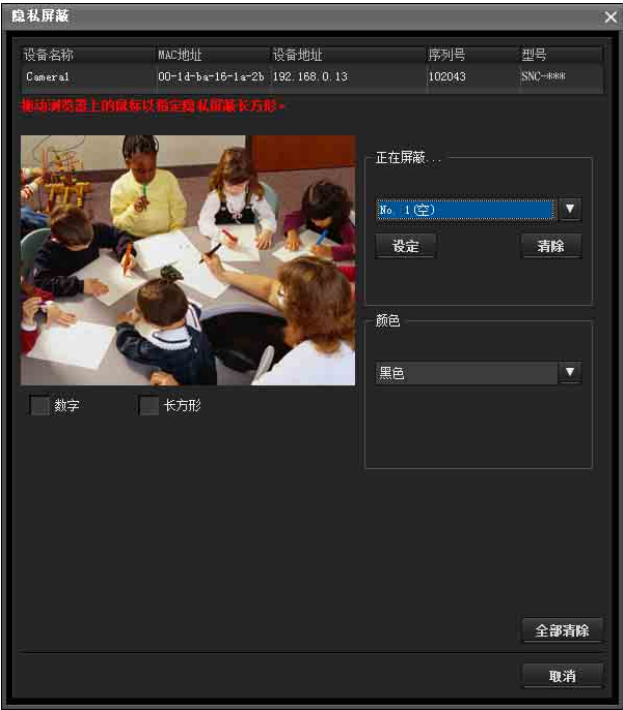 隐私屏蔽
设备名称 MAC地址 设备地址 序列号 型号
Camera1 00-1d-ba-16-1a-2b 192.168.0.13 102043 SNC-***
拖动浏览器上的鼠标以指定隐私屏蔽长方形。
正在屏蔽...
No. 1(空)
设定 清除
颜色
黑色
数字 长方形
全部清除
取消